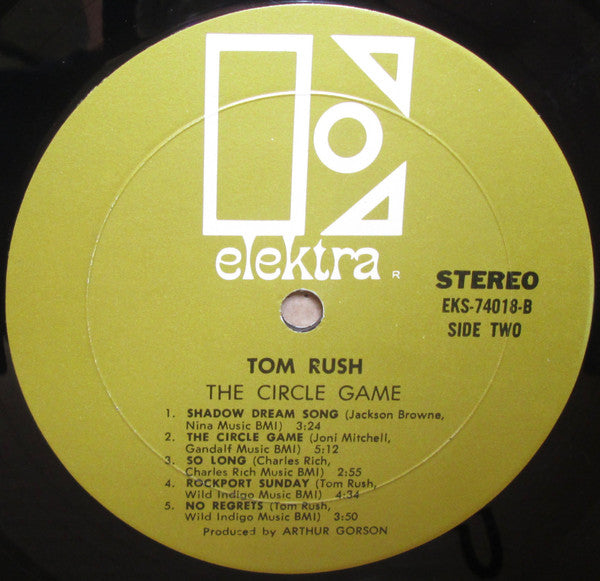 elektra
R
STEREO
EKS-74018-B
SIDE TWO
TOM RUSH
THE CIRCLE GAME
1. SHADOW DREAM SONG (Jackson Browne,
Nina Music BMI) 3:24
2. THE CIRCLE GAME (Joni Mitchell,
Gandalf Music BMI) 5:12
3. SO LONG (Charles Rich,
Charles Rich Music BMI) 2:55
4. ROCKPORT SUNDAY (Tom Rush,
Wild Indigo Music BMI) 4:34
5. NO REGRETS (Tom Rush,
Wild Indigo Music BMI) 3:50
Produced by ARTHUR GORSON